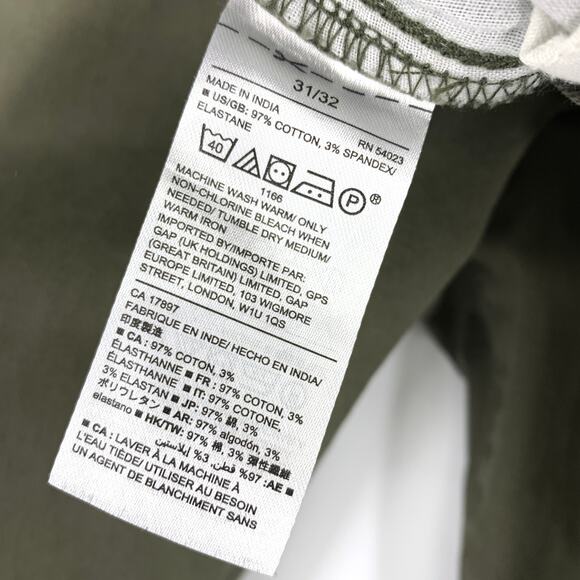 31/32
MADE IN INDIA RN 54023
■ US/GB: 97% COTTON, 3% SPANDEX/
ELASTANE
40 P ®
1166
MACHINE WASH WARM/ ONLY
NON-CHLORINE BLEACH WHEN
NEEDED/ TUMBLE DRY MEDIUM/
WARM IRON
IMPORTED BY/IMPORTE PAR:
GAP (UK HOLDINGS) LIMITED, GPS
(GREAT BRITAIN) LIMITED, GAP
EUROPE LIMITED, 103 WIGMORE
STREET, LONDON, W1U 1QS
CA 17897
FABRIQUE EN INDE/ HECHO EN INDIA/
印度製造
■ CA : 97% COTON, 3%
ÉLASTHANNE ■ FR : 97% COTON, 3%
ÉLASTHANNE ■ IT: 97% COTONE,
3% ELASTAN ■ JP: 97% 綿, 3%
ポリウレタン ■ AR: 97% algodón, 3%
elastano ■ HK/TW: 97% 棉, 3% 彈性纖維
■ AE: 97% قطن, 3% إيلاستين
■ CA : LAVER À LA MACHINE À
L'EAU TIÈDE/ UTILISER AU BESOIN
UN AGENT DE BLANCHIMENT SANS